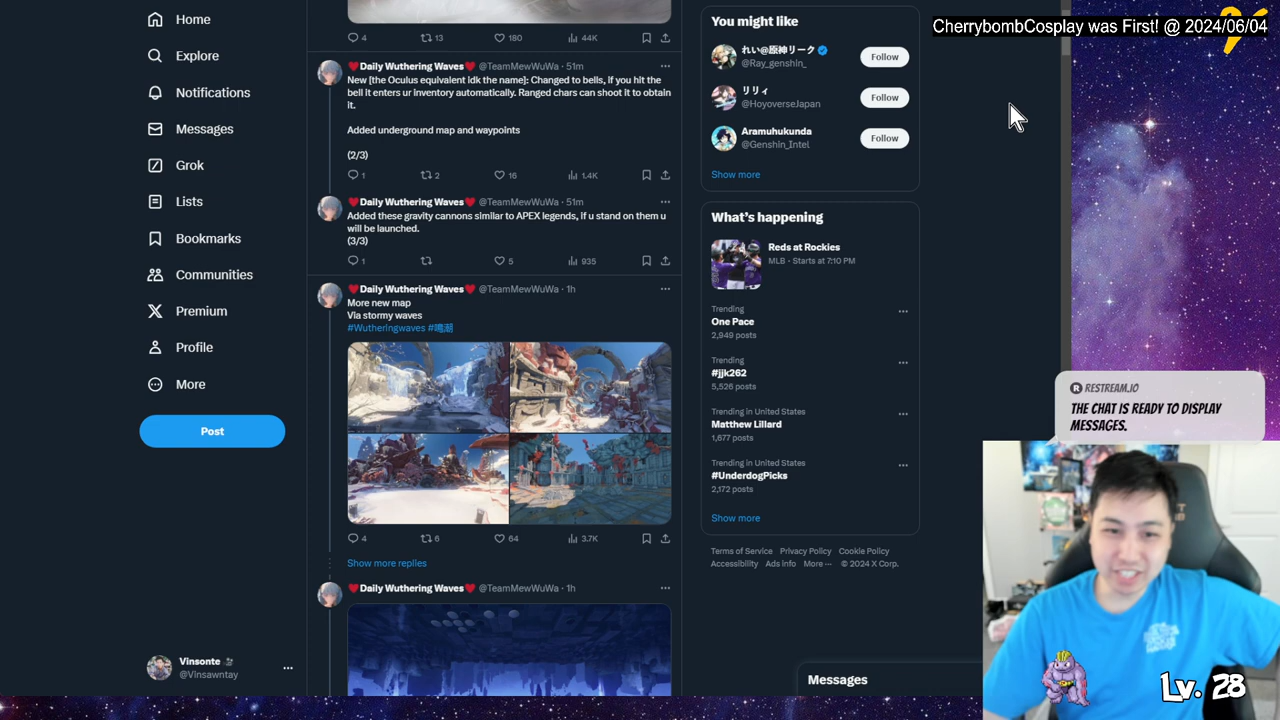 Home
Explore
Notifications
Messages
Grok
Lists
Bookmarks
Communities
Premium
Profile
More
Post
Vinsonte
@Vinsawntay
4 13 180 44K
Daily Wuthering Waves @TeamMewWuWa · 51m
New [the Oculus equivalent idk the name]: Changed to bells, if you hit the
bell it enters ur inventory automatically. Ranged chars can shoot it to obtain
it.
Added underground map and waypoints
(2/3)
1 2 16 1.4K
Daily Wuthering Waves @TeamMewWuWa · 51m
Added these gravity cannons similar to APEX legends, if u stand on them u
will be launched.
(3/3)
1 5 935
Daily Wuthering Waves @TeamMewWuWa · 1h
More new map
Via stormy waves
#Wutheringwaves #鳴潮
4 6 64 3.7K
Show more replies
Daily Wuthering Waves @TeamMewWuWa · 1h
You might like
れい@原神リーク
@Ray_genshin_
Follow
リリィ
@HoyoverseJapan
Follow
Aramuhukunda
@Genshin_Intel
Follow
Show more
What's happening
Reds at Rockies
MLB · Starts at 7:10 PM
Trending
One Pace
2,949 posts
Trending
#jjk262
5,526 posts
Trending in United States
Matthew Lillard
1,677 posts
Trending in United States
#UnderdogPicks
2,172 posts
Show more
Terms of Service Privacy Policy Cookie Policy
Accessibility Ads info More ··· © 2024 X Corp.
Messages
CherrybombCosplay was First! @ 2024/06/04
RESTREAM.IO
THE CHAT IS READY TO DISPLAY
MESSAGES.
Lv. 28